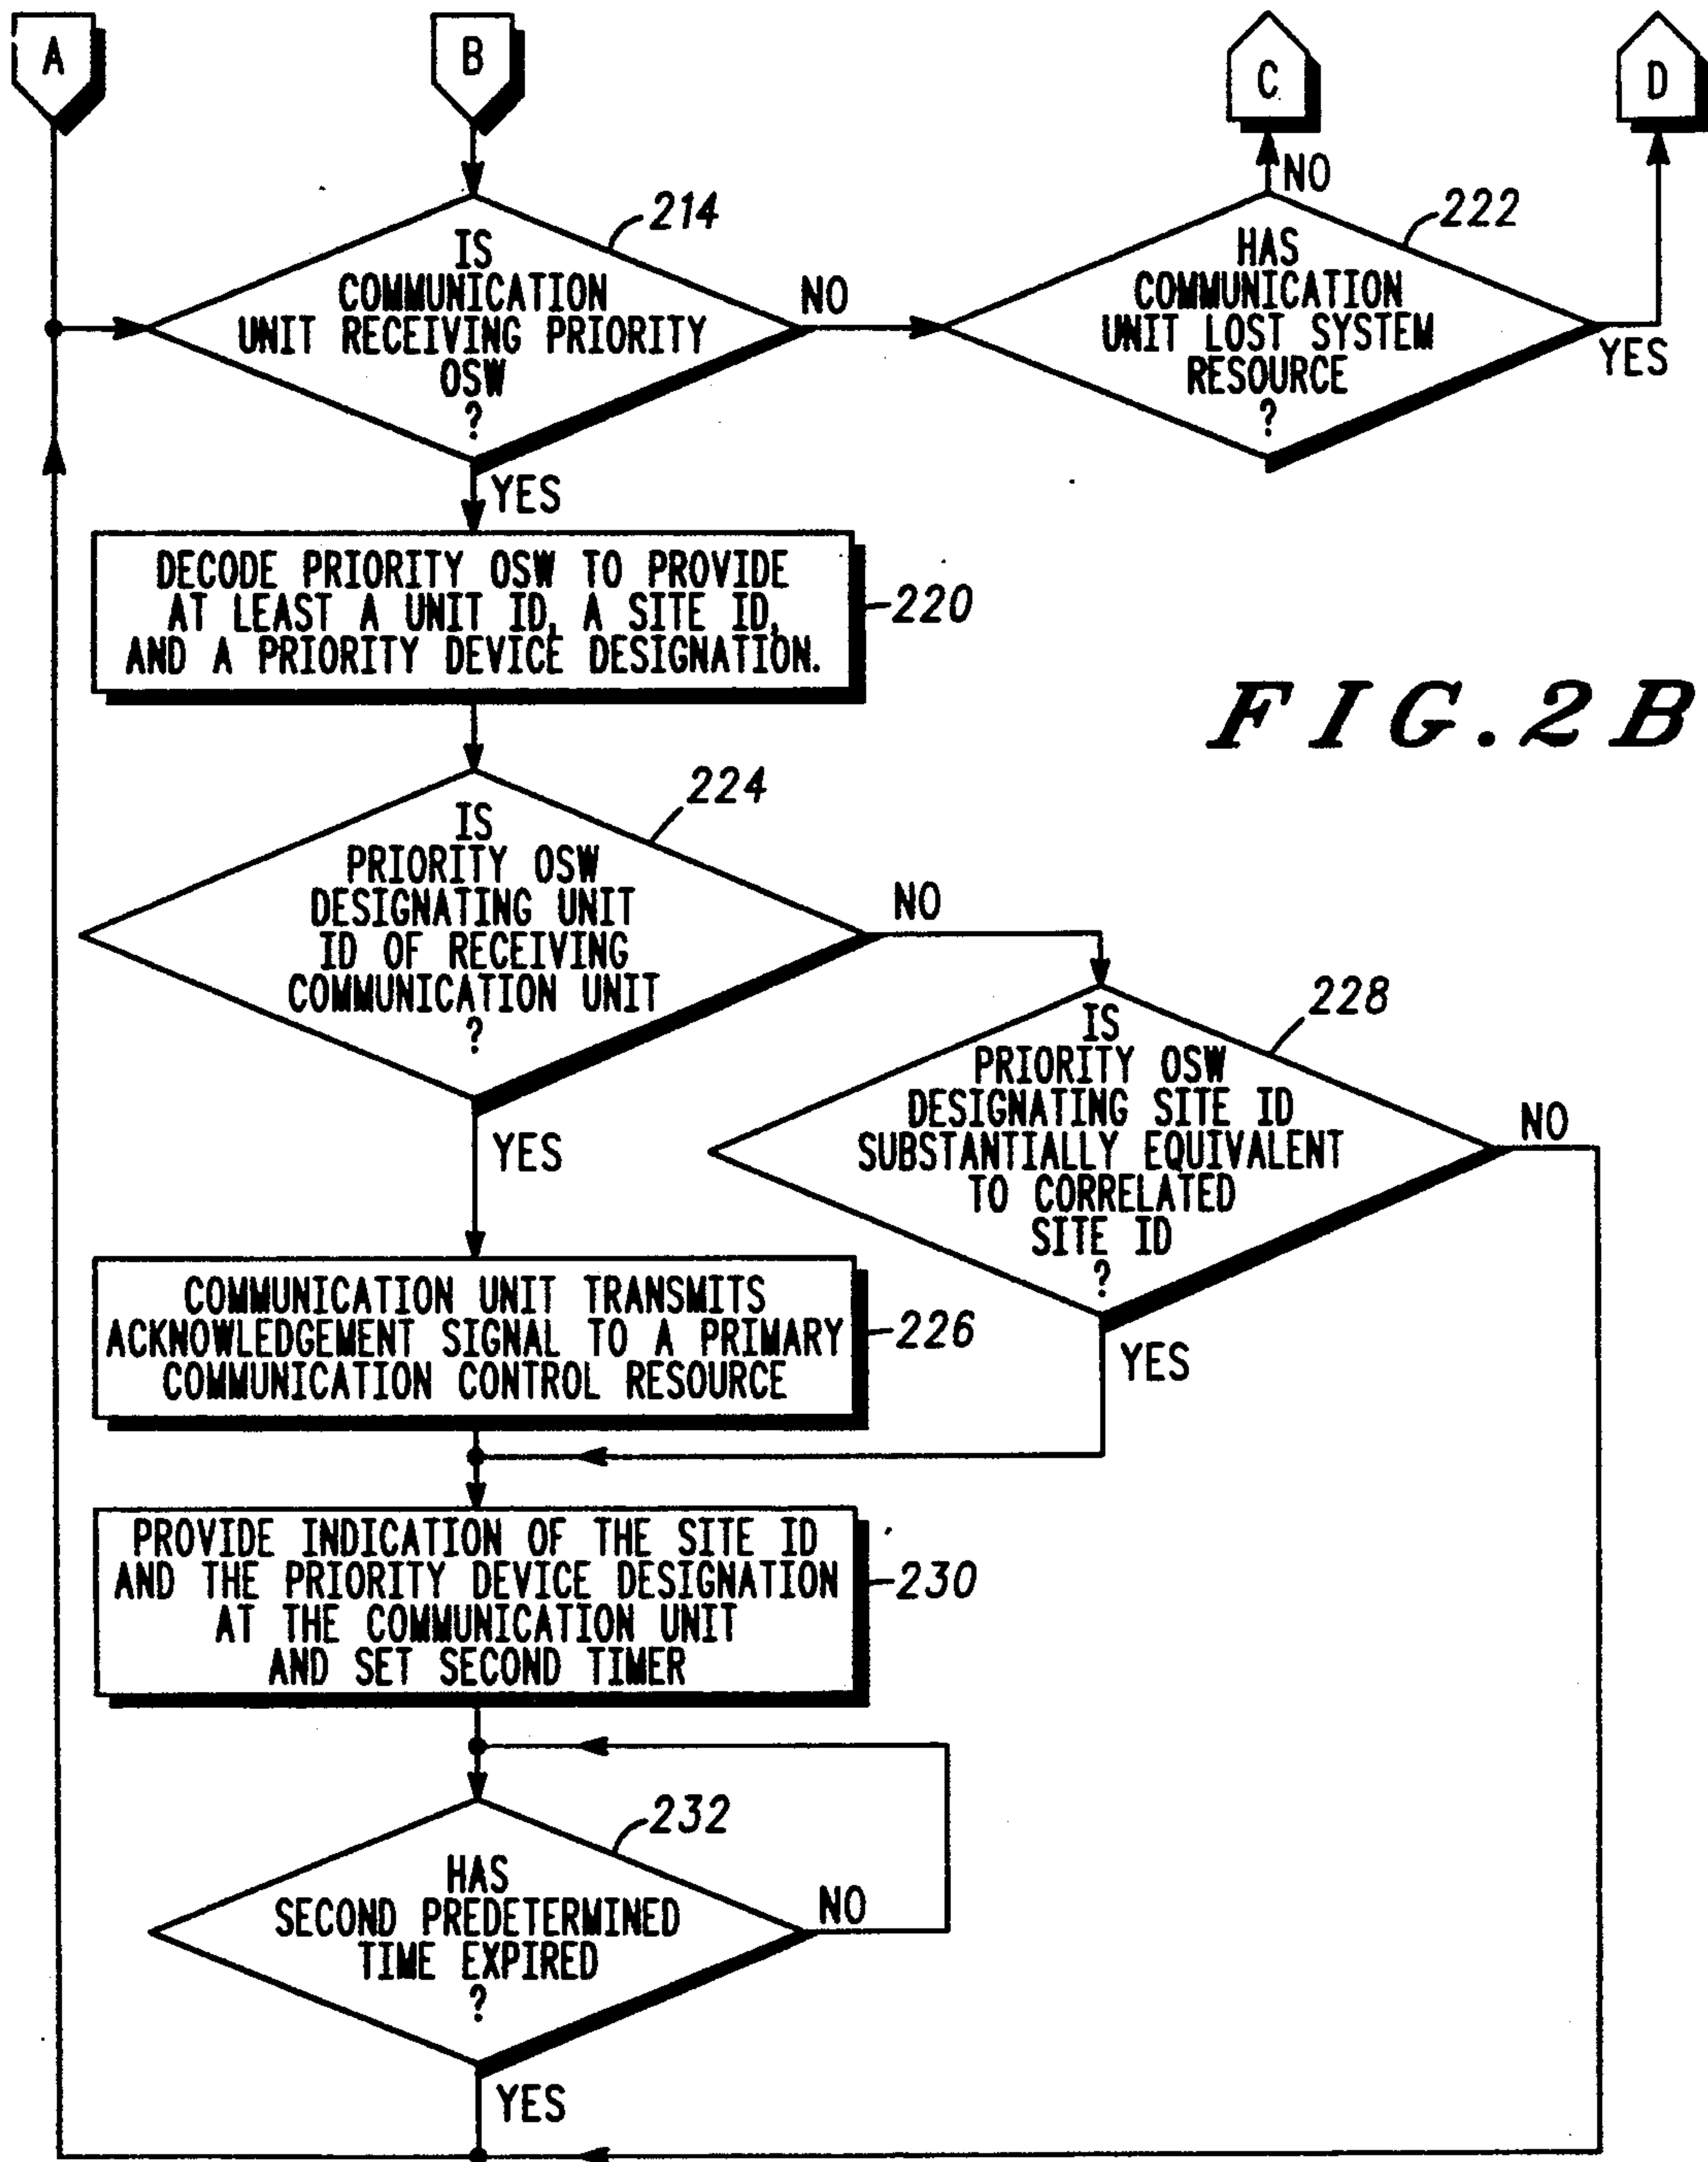 A
B
C
D
214
IS
COMMUNICATION
UNIT RECEIVING PRIORITY
OSW
?
NO
YES
NO
222
HAS
COMMUNICATION
UNIT LOST SYSTEM
RESOURCE
?
YES
DECODE PRIORITY OSW TO PROVIDE
AT LEAST A UNIT ID, A SITE ID,
AND A PRIORITY DEVICE DESIGNATION.
220
FIG.2B
224
IS
PRIORITY OSW
DESIGNATING UNIT
ID OF RECEIVING
COMMUNICATION UNIT
?
NO
YES
228
IS
PRIORITY OSW
DESIGNATING SITE ID
SUBSTANTIALLY EQUIVALENT
TO CORRELATED
SITE ID
?
NO
YES
COMMUNICATION UNIT TRANSMITS
ACKNOWLEDGEMENT SIGNAL TO A PRIMARY
COMMUNICATION CONTROL RESOURCE
226
PROVIDE INDICATION OF THE SITE ID
AND THE PRIORITY DEVICE DESIGNATION
AT THE COMMUNICATION UNIT
AND SET SECOND TIMER
230
232
HAS
SECOND PREDETERMINED
TIME EXPIRED
?
NO
YES